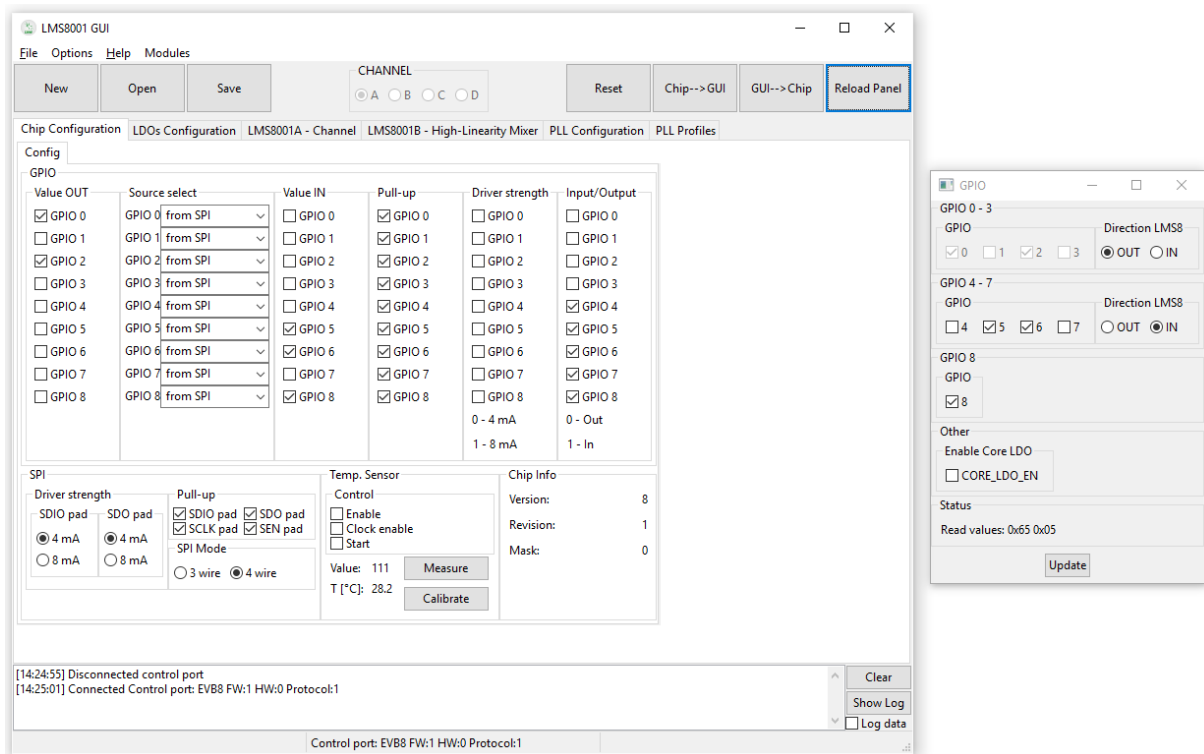 LMS8001 GUI
File Options Help Modules
New Open Save CHANNEL A B C D Reset Chip-->GUI GUI-->Chip Reload Panel
Chip Configuration LDOs Configuration LMS8001A - Channel LMS8001B - High-Linearity Mixer PLL Configuration PLL Profiles
Config
GPIO
Value OUT Source select Value IN Pull-up Driver strength Input/Output
GPIO 0 GPIO 0 from SPI GPIO 0 GPIO 0 GPIO 0 GPIO 0
GPIO 1 GPIO 1 from SPI GPIO 1 GPIO 1 GPIO 1 GPIO 1
GPIO 2 GPIO 2 from SPI GPIO 2 GPIO 2 GPIO 2 GPIO 2
GPIO 3 GPIO 3 from SPI GPIO 3 GPIO 3 GPIO 3 GPIO 3
GPIO 4 GPIO 4 from SPI GPIO 4 GPIO 4 GPIO 4 GPIO 4
GPIO 5 GPIO 5 from SPI GPIO 5 GPIO 5 GPIO 5 GPIO 5
GPIO 6 GPIO 6 from SPI GPIO 6 GPIO 6 GPIO 6 GPIO 6
GPIO 7 GPIO 7 from SPI GPIO 7 GPIO 7 GPIO 7 GPIO 7
GPIO 8 GPIO 8 from SPI GPIO 8 GPIO 8 GPIO 8 GPIO 8
0 - 4 mA 0 - Out
1 - 8 mA 1 - In
SPI
Driver strength
SDIO pad SDO pad
4 mA 4 mA
8 mA 8 mA
Pull-up
SDIO pad SDO pad
SCLK pad SEN pad
SPI Mode
3 wire 4 wire
Temp. Sensor
Control
Enable
Clock enable
Start
Value: 111 Measure
T [°C]: 28.2 Calibrate
Chip Info
Version: 8
Revision: 1
Mask: 0
[14:24:55] Disconnected control port
[14:25:01] Connected Control port: EVB8 FW:1 HW:0 Protocol:1
Clear
Show Log
Log data
Control port: EVB8 FW:1 HW:0 Protocol:1
GPIO
GPIO 0 - 3
GPIO Direction LMS8
0 1 2 3 OUT IN
GPIO 4 - 7
GPIO Direction LMS8
4 5 6 7 OUT IN
GPIO 8
GPIO
8
Other
Enable Core LDO
CORE_LDO_EN
Status
Read values: 0x65 0x05
Update